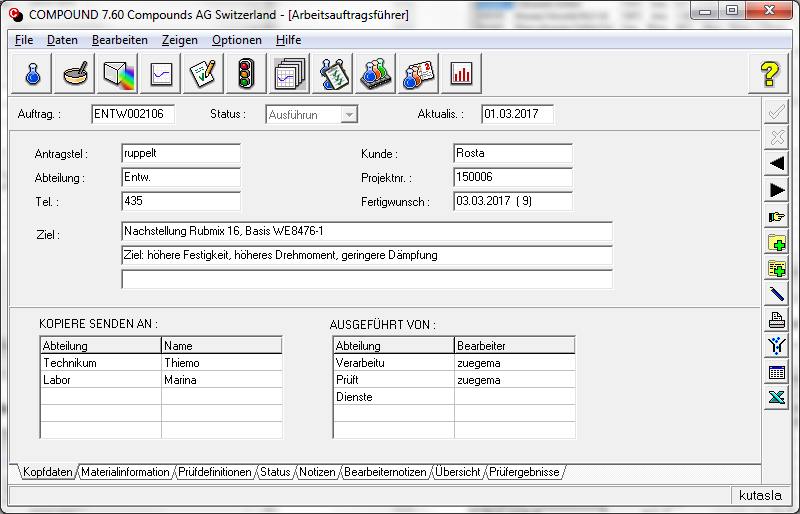 COMPOUND 7.60 Compounds AG Switzerland - [Arbeitsauftragsführer]
File Daten Bearbeiten Zeigen Optionen Hilfe
Auftrag. : ENTW002106 Status : Ausführun Aktualis. : 01.03.2017
Antragstel : ruppelt Kunde : Rosta
Abteilung : Entw. Projektnr. : 150006
Tel. : 435 Fertigwunsch : 03.03.2017 ( 9)
Ziel : Nachstellung Rubmix 16, Basis WE8476-1
Ziel: höhere Festigkeit, höheres Drehmoment, geringere Dämpfung
KOPIERE SENDEN AN : AUSGEFÜHRT VON :
Abteilung Name Abteilung Bearbeiter
Technikum Thiemo Verarbeitu zuegema
Labor Marina Prüft zuegema
Dienste
Kopfdaten Materialinformation Prüfdefinitionen Status Notizen Bearbeiternotizen Übersicht Prüfergebnisse
kutasla